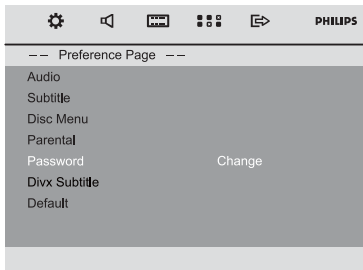 PHILIPS
-- Preference Page --
Audio
Subtitle
Disc Menu
Parental
Password Change
Divx Subtitle
Default